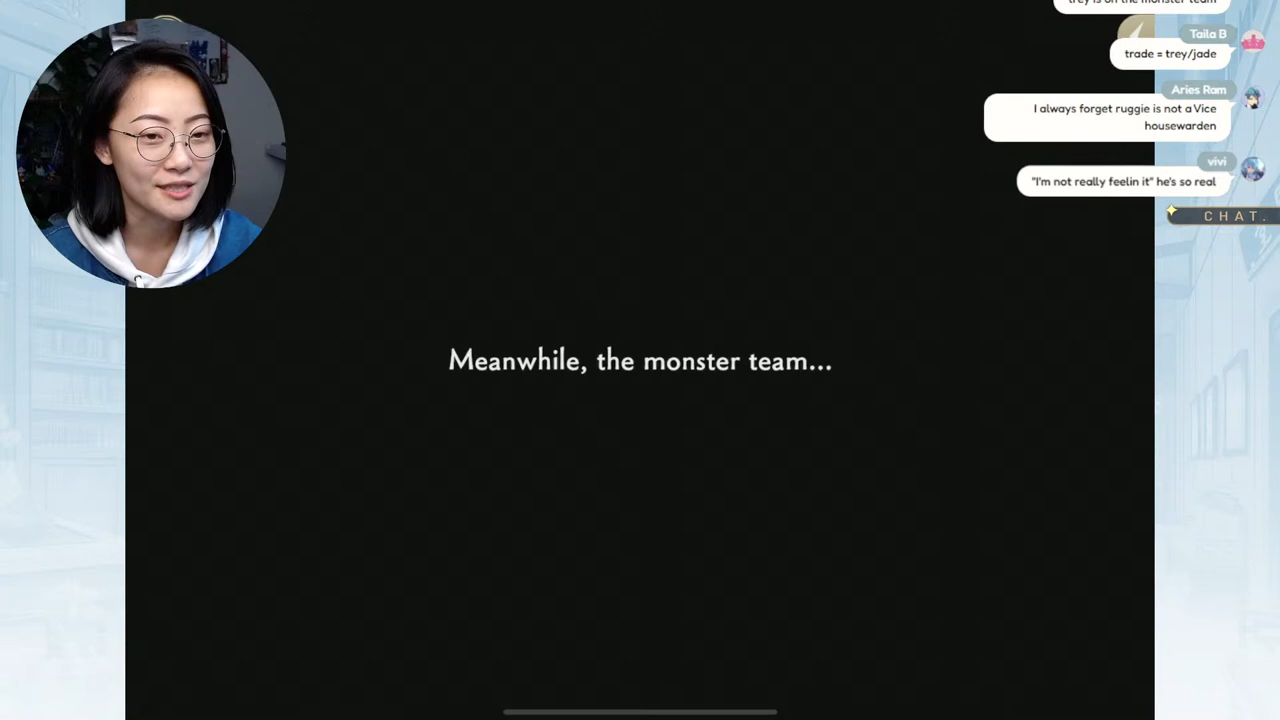 trey is on the monster team
Taila B
trade = trey/jade
Aries Ram
I always forget ruggie is not a Vice
housewarden
vivi
"I'm not really feelin it" he's so real
CHAT.
Meanwhile, the monster team...